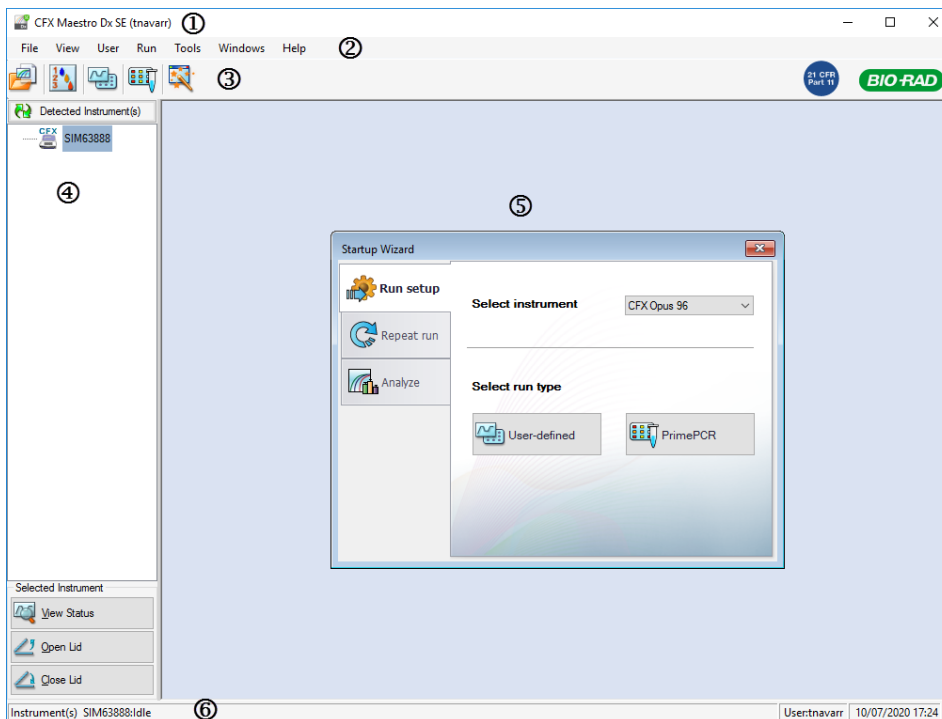 CFX Maestro Dx SE (tnavarr) ①
File View User Run Tools Windows Help ②
③
21 CFR
Part 11
BIO-RAD
Detected Instrument(s)
CFX
SIM63888
④
⑤
Startup Wizard
Run setup
Select instrument CFX Opus 96
Repeat run
Analyze
Select run type
User-defined PrimePCR
Selected Instrument
View Status
Open Lid
Close Lid
Instrument(s) SIM63888:Idle ⑥ User:tnavarr 10/07/2020 17:24